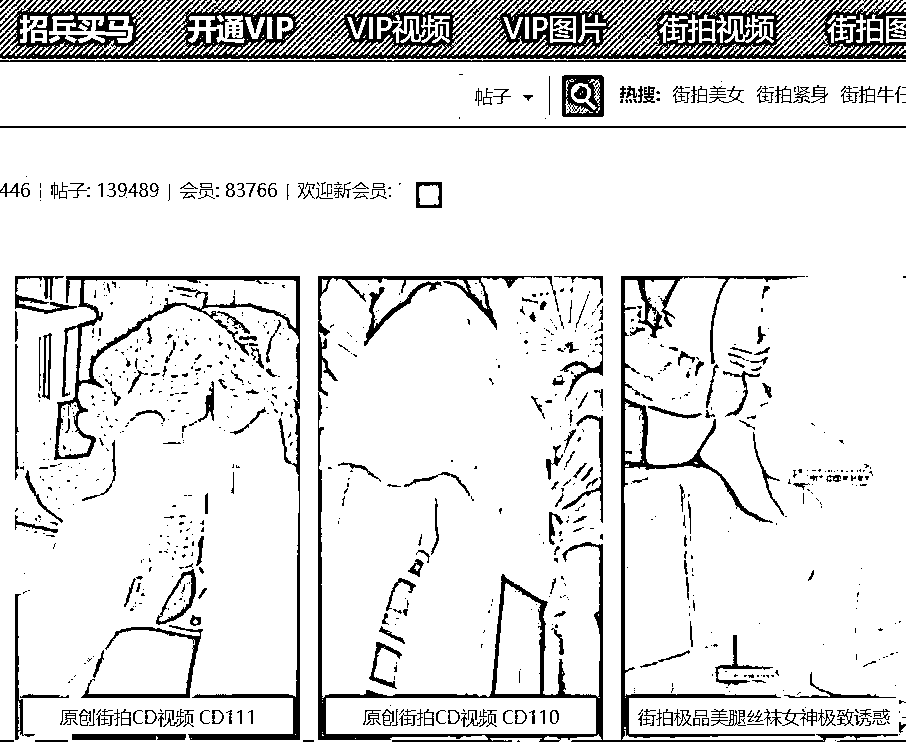 招兵买马 开通VIP VIP视频 VIP图片 街拍视频 街拍图
帖子 热搜: 街拍美女 街拍紧身 街拍牛仔
446 | 帖子: 139489 | 会员: 83766 | 欢迎新会员:
原创街拍CD视频 CD111 原创街拍CD视频 CD110 街拍极品美腿丝袜女神极致诱惑